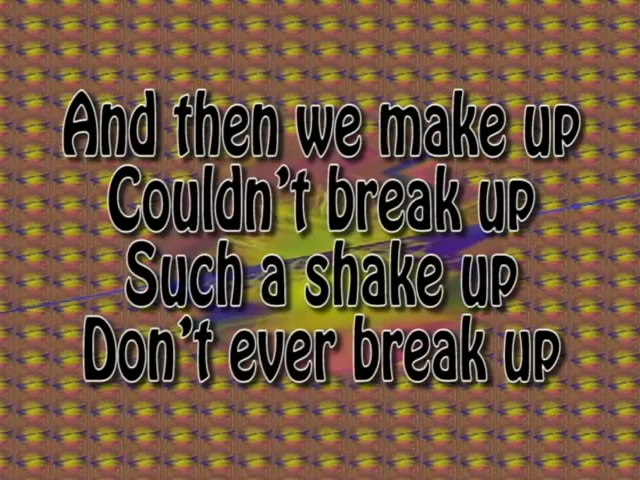 And then we make up
Couldn't break up
Such a shake up
Don't ever break up